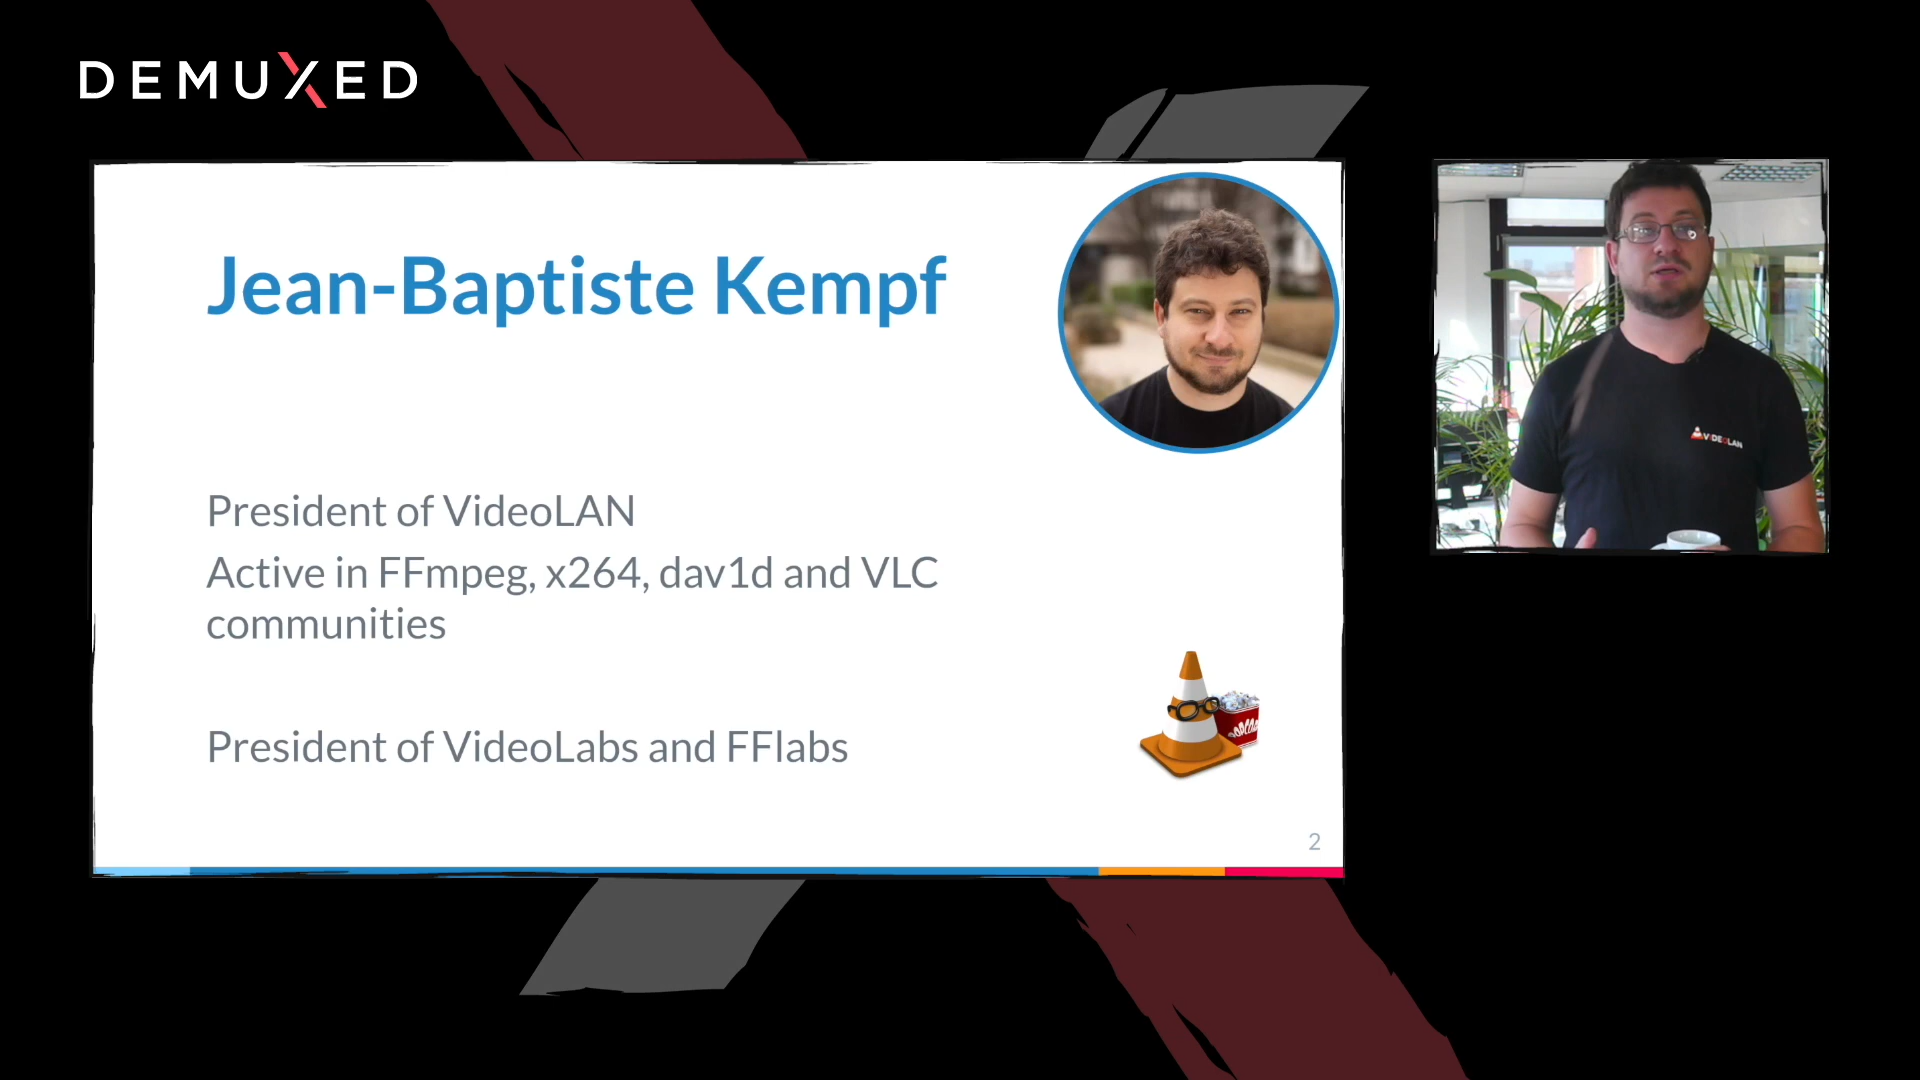 DEMUXED
Jean-Baptiste Kempf
President of VideoLAN
Active in FFmpeg, x264, dav1d and VLC
communities
President of VideoLabs and FFlabs
2
VIDEOLAN